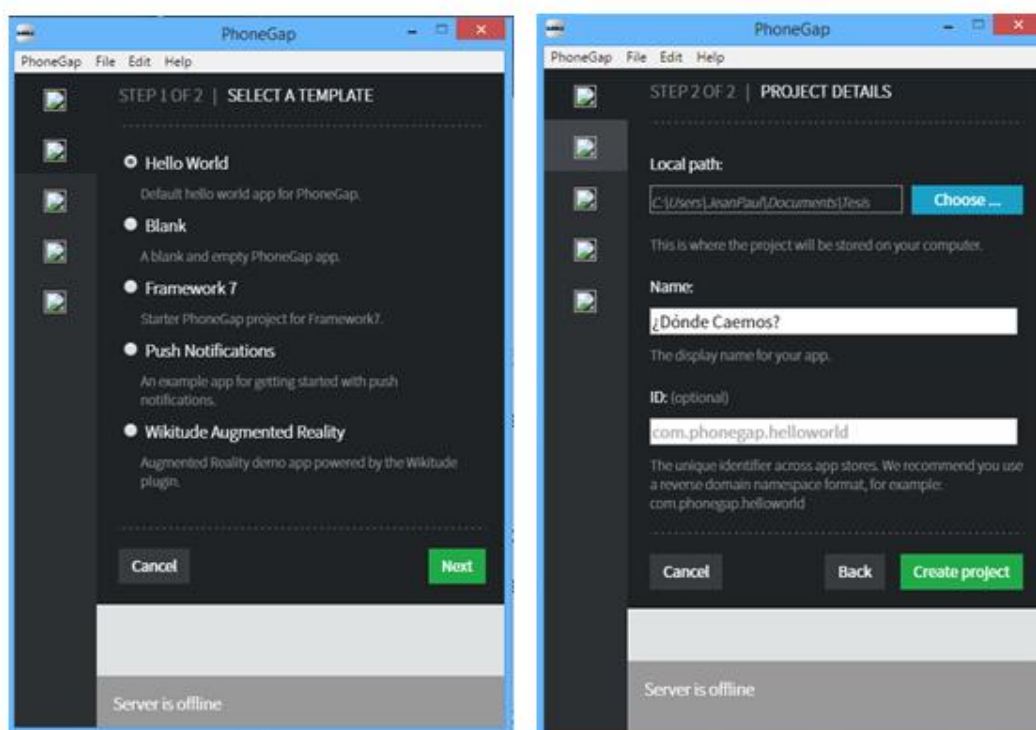 PhoneGap
PhoneGap File Edit Help
STEP 1 OF 2 | SELECT A TEMPLATE
Hello World
Default hello world app for PhoneGap.
Blank
A blank and empty PhoneGap app.
Framework 7
Starter PhoneGap project for Framework7.
Push Notifications
An example app for getting started with push
notifications.
Wikitude Augmented Reality
Augmented Reality demo app powered by the Wikitude
plugin.
Cancel
Next
Server is offline
PhoneGap
PhoneGap File Edit Help
STEP 2 OF 2 | PROJECT DETAILS
Local path:
C:\Users\JeanPaul\Documents\Tesis
Choose ...
This is where the project will be stored on your computer.
Name:
¿Dónde Caemos?
The display name for your app.
ID: (optional)
com.phonegap.helloworld
The unique identifier across app stores. We recommend you use
a reverse domain namespace format, for example:
com.phonegap.helloworld
Cancel
Back
Create project
Server is offline